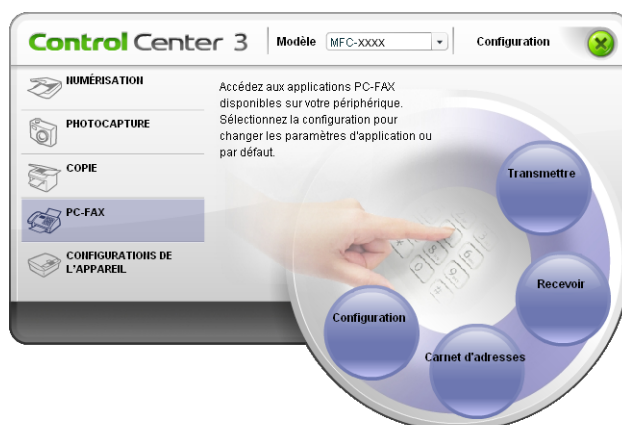 Control Center 3
Modèle
MFC-XXXX
Configuration
NUMÉRISATION
PHOTOCAPTURE
COPIE
PC-FAX
CONFIGURATIONS DE
L'APPAREIL
Accédez aux applications PC-FAX
disponibles sur votre périphérique.
Sélectionnez la configuration pour
changer les paramètres d'application ou
par défaut.
Transmettre
Recevoir
Carnet d'adresses
Configuration